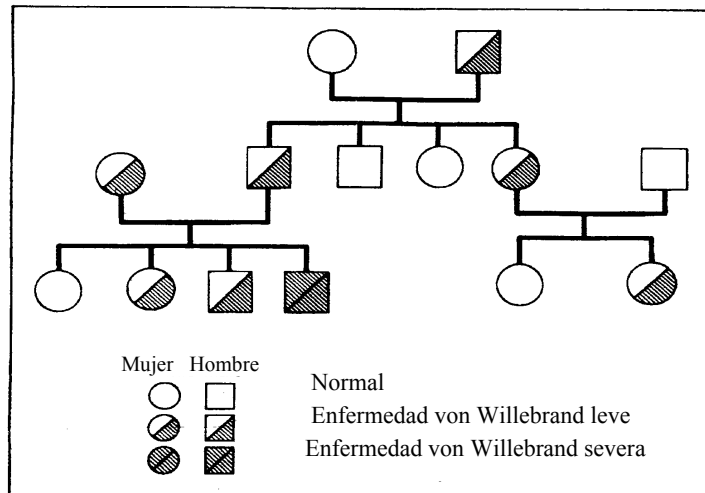 Mujer Hombre
Normal
Enfermedad von Willebrand leve
Enfermedad von Willebrand severa